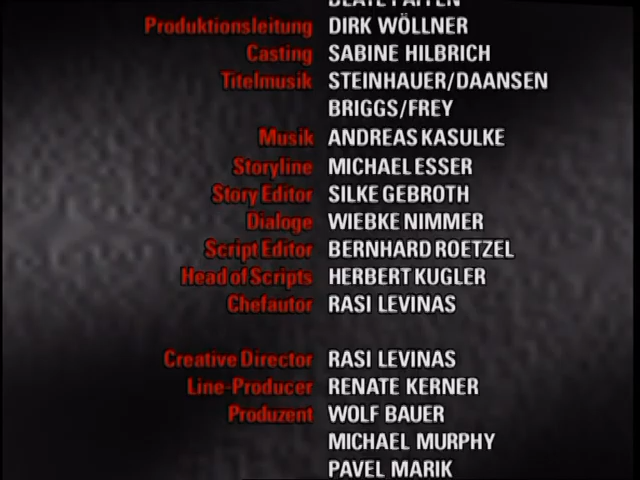 Produktionsleitung DIRK WÖLLNER
Casting SABINE HILBRICH
Titelmusik STEINHAUER/DAANSEN
BRIGGS/FREY
Musik ANDREAS KASULKE
Storyline MICHAEL ESSER
Story Editor SILKE GEBROTH
Dialoge WIEBKE NIMMER
Script Editor BERNHARD ROETZEL
Head of Scripts HERBERT KUGLER
Chefautor RASI LEVINAS
Creative Director RASI LEVINAS
Line-Producer RENATE KERNER
Produzent WOLF BAUER
MICHAEL MURPHY
PAVEL MARIK